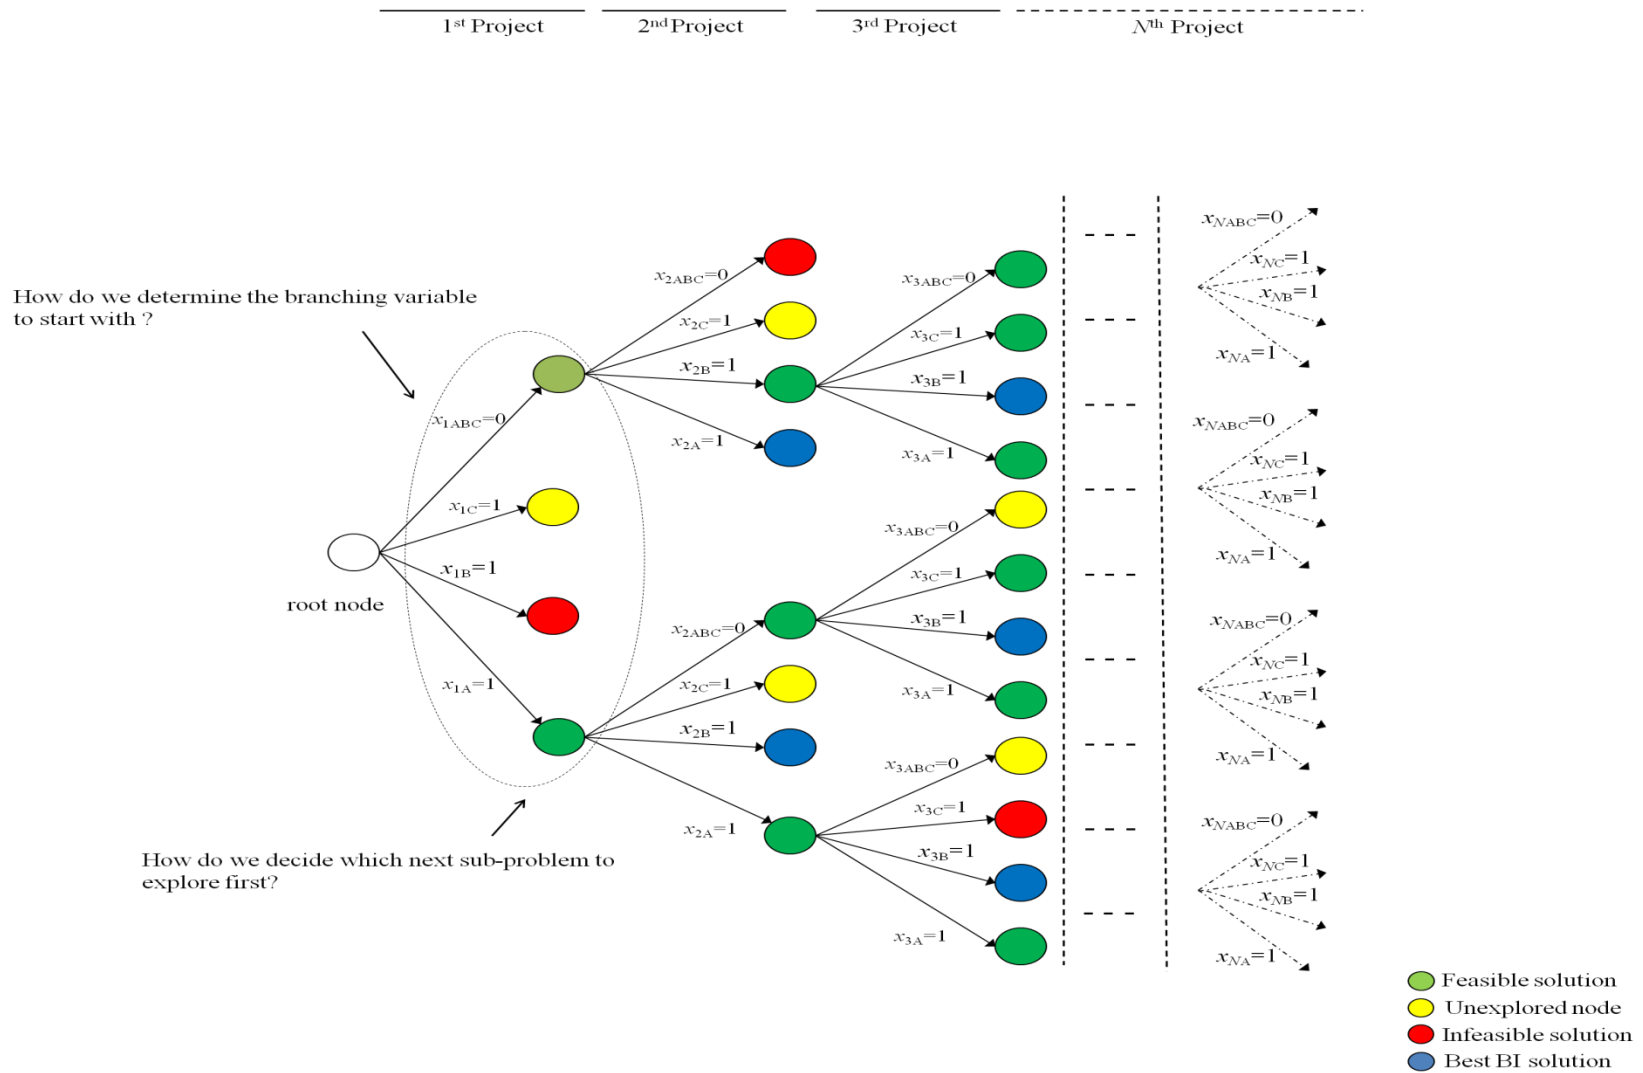 1st Project 2nd Project 3rd Project Nth Project
How do we determine the branching variable
to start with ?
x1ABC=0
x1C=1
x1B=1
x1A=1
root node
How do we decide which next sub-problem to
explore first?
x2ABC=0
x2C=1
x2B=1
x2A=1
x2ABC=0
x2C=1
x2B=1
x2A=1
x3ABC=0
x3C=1
x3B=1
x3A=1
x3ABC=0
x3C=1
x3B=1
x3A=1
x3ABC=0
x3C=1
x3B=1
x3A=1
xNABC=0
xNC=1
xNB=1
xNA=1
xNABC=0
xNC=1
xNB=1
xNA=1
xNABC=0
xNC=1
xNB=1
xNA=1
xNABC=0
xNC=1
xNB=1
xNA=1
Feasible solution
Unexplored node
Infeasible solution
Best BI solution